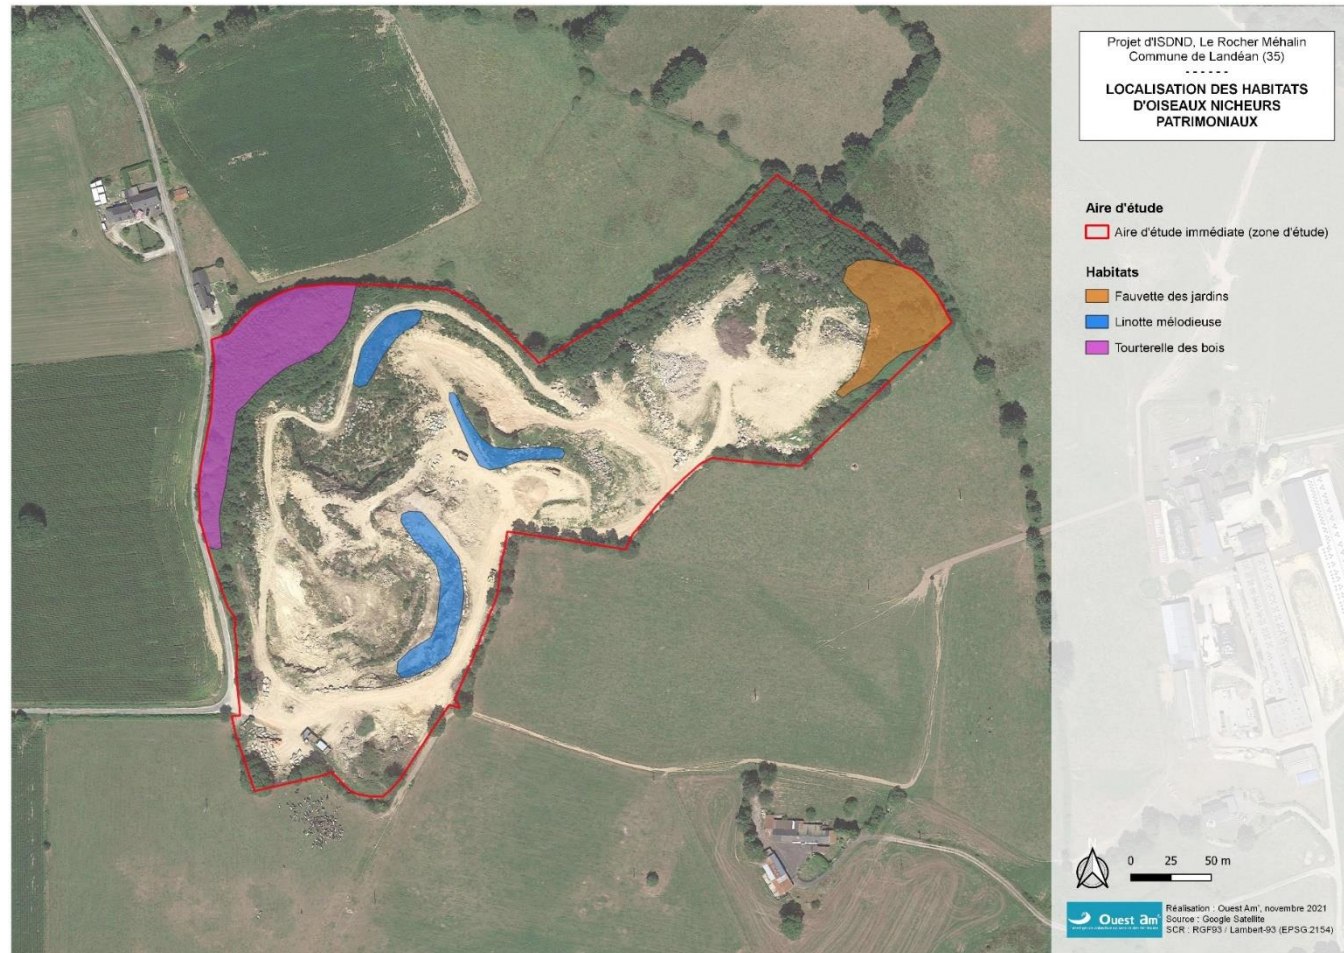 Projet d'ISDND, Le Rocher Méhalin
Commune de Landéan (35)
- - - - - -
LOCALISATION DES HABITATS
D'OISEAUX NICHEURS
PATRIMONIAUX
Aire d'étude
Aire d'étude immédiate (zone d'étude)
Habitats
Fauvette des jardins
Linotte mélodieuse
Tourterelle des bois
N
0 25 50 m
Ouest am'
Réalisation : Ouest Am', novembre 2021
Source : Google Satellite
SCR : RGF93 / Lambert-93 (EPSG:2154)